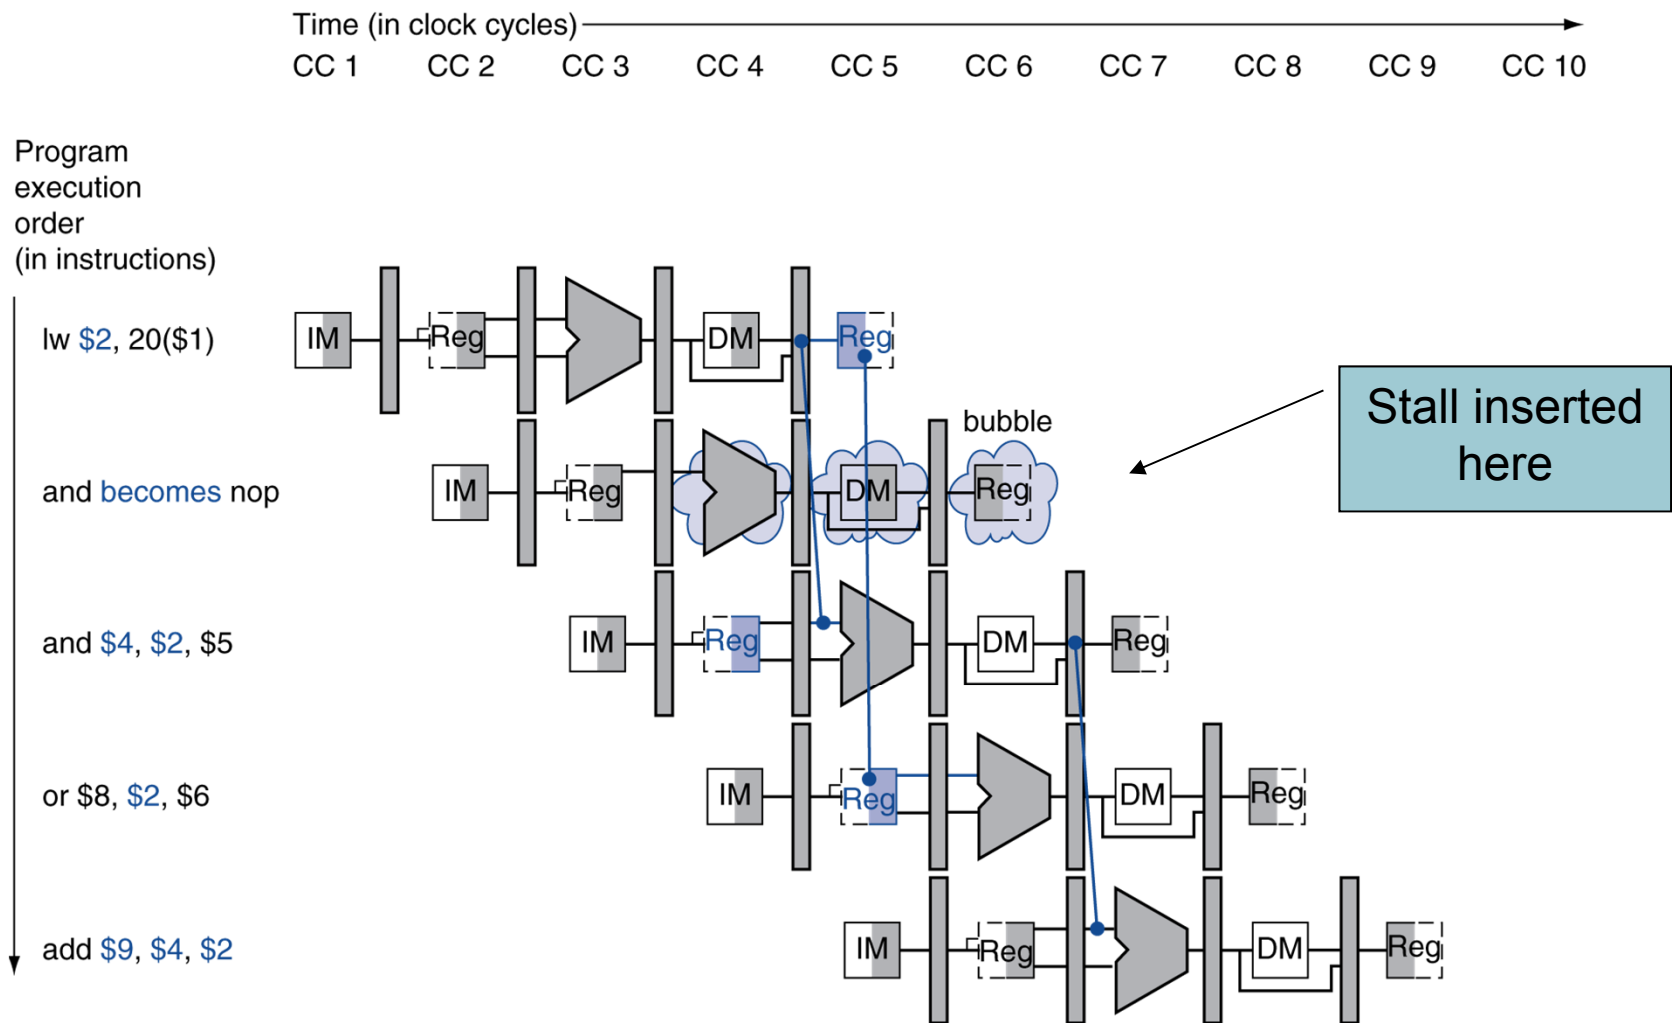 Time (in clock cycles)
CC 1 CC 2 CC 3 CC 4 CC 5 CC 6 CC 7 CC 8 CC 9 CC 10
Program
execution
order
(in instructions)
lw $2, 20($1) IM Reg DM Reg
Stall inserted
here
bubble
and becomes nop IM Reg DM Reg
and $4, $2, $5 IM Reg DM Reg
or $8, $2, $6 IM Reg DM Reg
add $9, $4, $2 IM Reg DM Reg